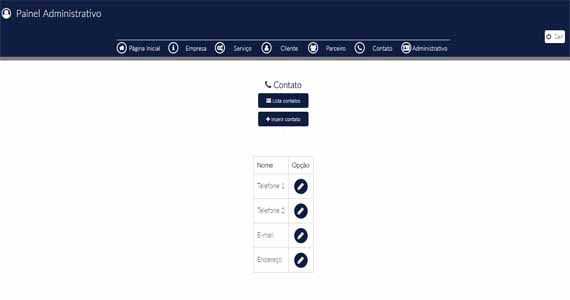 Painel Administrativo
Sair
Página Inicial Empresa Serviço Cliente Parceiro Contato Administrativo
Contato
Lista contatos
Inserir contato
Nome Opção
Telefone 1
Telefone 2
E-mail
Endereço